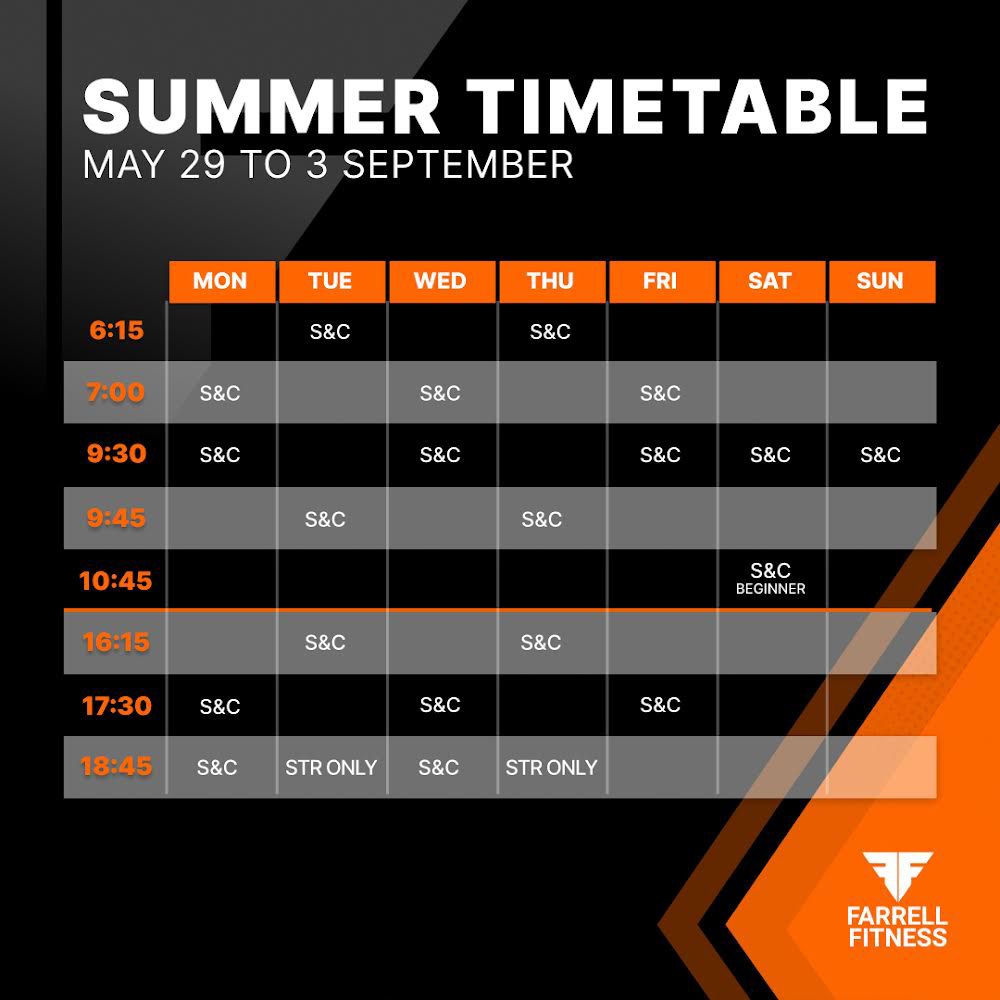 SUMMER TIMETABLE
MAY 29 TO 3 SEPTEMBER
MON TUE WED THU FRI SAT SUN
6:15 S&C S&C
7:00 S&C S&C S&C
9:30 S&C S&C S&C S&C S&C
9:45 S&C S&C
10:45 S&C
BEGINNER
16:15 S&C S&C
17:30 S&C S&C S&C
18:45 S&C STR ONLY S&C STR ONLY
FARRELL
FITNESS